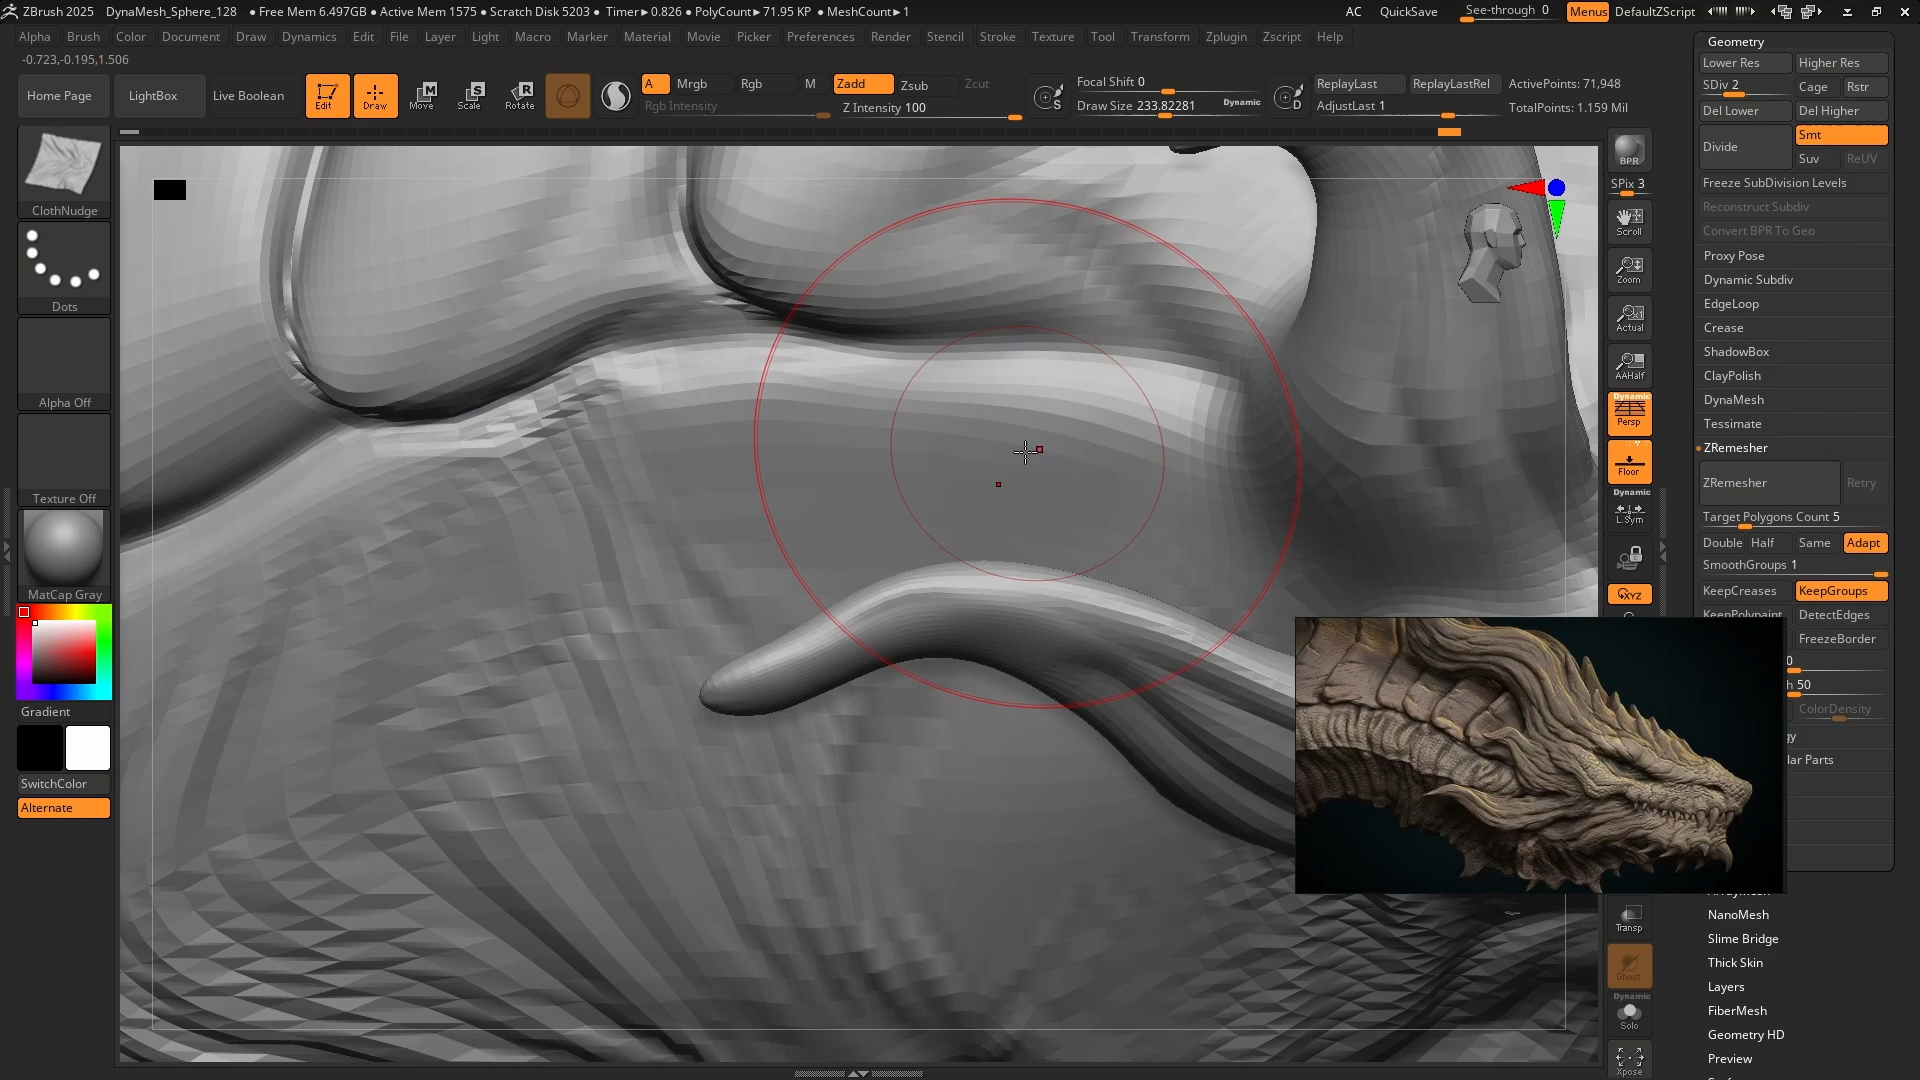 ZBrush 2025 DynaMesh_Sphere_128 ● Free Mem 6.497GB ● Active Mem 1575 ● Scratch Disk 5203 ● Timer▶0.826 ● PolyCount▶71.95 KP ● MeshCount▶1 AC QuickSave See-through 0 Menus DefaultZScript
Alpha Brush Color Document Draw Dynamics Edit File Layer Light Macro Marker Material Movie Picker Preferences Render Stencil Stroke Texture Tool Transform Zplugin Zscript Help
-0.723,-0.195,1.506
Home Page LightBox Live Boolean Edit Draw Move Scale Rotate
A Mrgb Rgb M Zadd Zsub Zcut
Rgb Intensity Z Intensity 100
Focal Shift 0
Draw Size 233.82281 Dynamic
S D
ReplayLast ReplayLastRel
AdjustLast 1
ActivePoints: 71,948
TotalPoints: 1.159 Mil
ClothNudge
Dots
Alpha Off
Texture Off
MatCap Gray
Gradient
SwitchColor
Alternate
BPR
SPix 3
Scroll
Zoom
Actual
AAHalf
Dynamic
Persp
Floor
Dynamic
L.Sym
XYZ
Transp
Ghost
Dynamic
Solo
Xpose
Geometry
Lower Res Higher Res
SDiv 2 Cage Rstr
Del Lower Del Higher
Divide Smt
Suv ReUV
Freeze SubDivision Levels
Reconstruct Subdiv
Convert BPR To Geo
Proxy Pose
Dynamic Subdiv
EdgeLoop
Crease
ShadowBox
ClayPolish
DynaMesh
Tessimate
ZRemesher
ZRemesher Retry
Target Polygons Count 5
Double Half Same Adapt
SmoothGroups 1
KeepCreases KeepGroups
KeepPolypaint DetectEdges
FreezeBorder
0
h 50
ColorDensity
gy
lar Parts
NanoMesh
Slime Bridge
Thick Skin
Layers
FiberMesh
Geometry HD
Preview